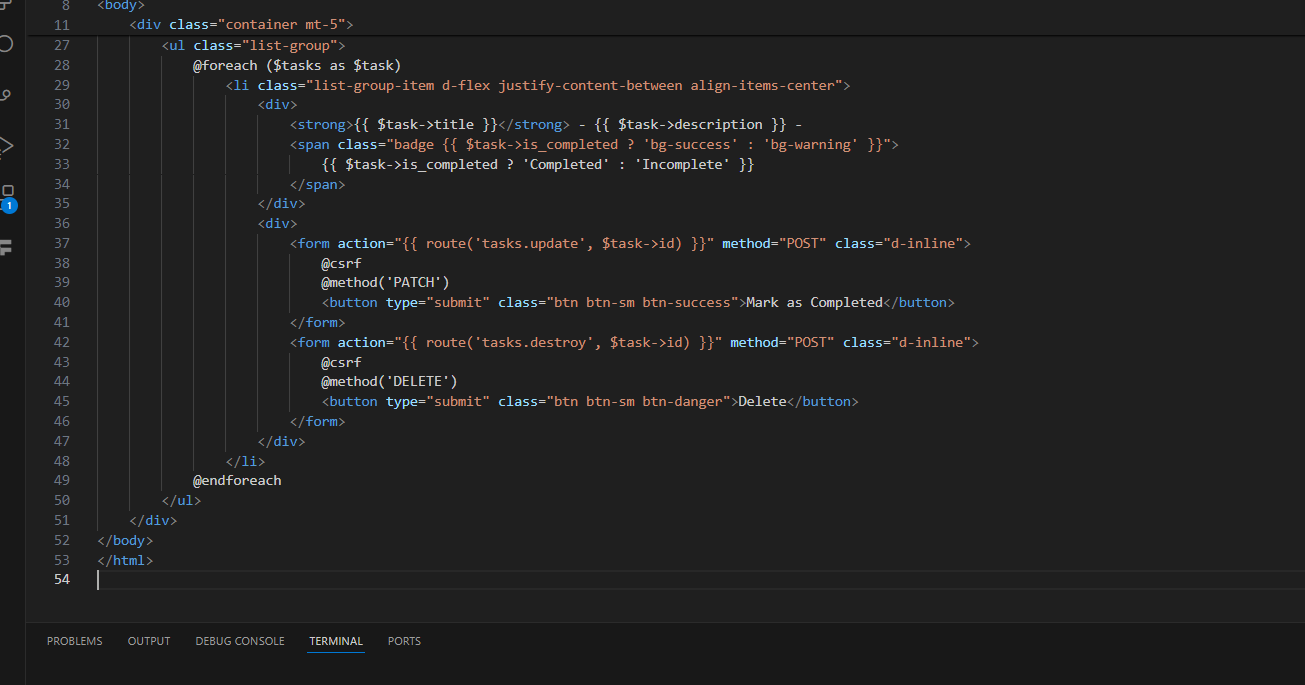 8 <body>
11     <div class="container mt-5">
27         <ul class="list-group">
28             @foreach ($tasks as $task)
29                 <li class="list-group-item d-flex justify-content-between align-items-center">
30                     <div>
31                         <strong>{{ $task->title }}</strong> - {{ $task->description }} -
32                         <span class="badge {{ $task->is_completed ? 'bg-success' : 'bg-warning' }}">
33                             {{ $task->is_completed ? 'Completed' : 'Incomplete' }}
34                         </span>
35                     </div>
36                     <div>
37                         <form action="{{ route('tasks.update', $task->id) }}" method="POST" class="d-inline">
38                             @csrf
39                             @method('PATCH')
40                             <button type="submit" class="btn btn-sm btn-success">Mark as Completed</button>
41                         </form>
42                         <form action="{{ route('tasks.destroy', $task->id) }}" method="POST" class="d-inline">
43                             @csrf
44                             @method('DELETE')
45                             <button type="submit" class="btn btn-sm btn-danger">Delete</button>
46                         </form>
47                     </div>
48                 </li>
49             @endforeach
50         </ul>
51     </div>
52 </body>
53 </html>
54
1
PROBLEMS OUTPUT DEBUG CONSOLE TERMINAL PORTS